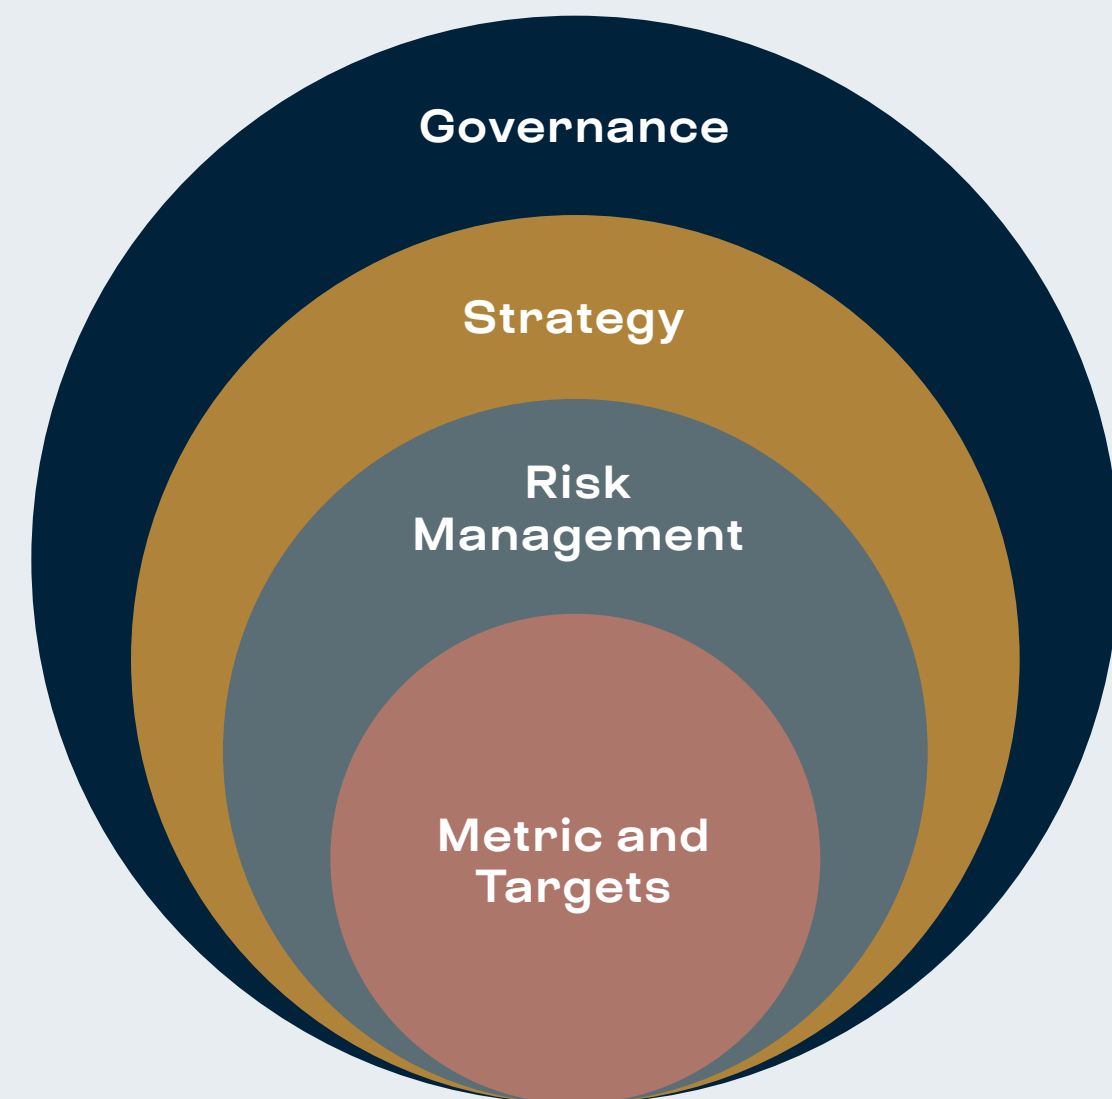 Governance
Strategy
Risk
Management
Metric and
Targets